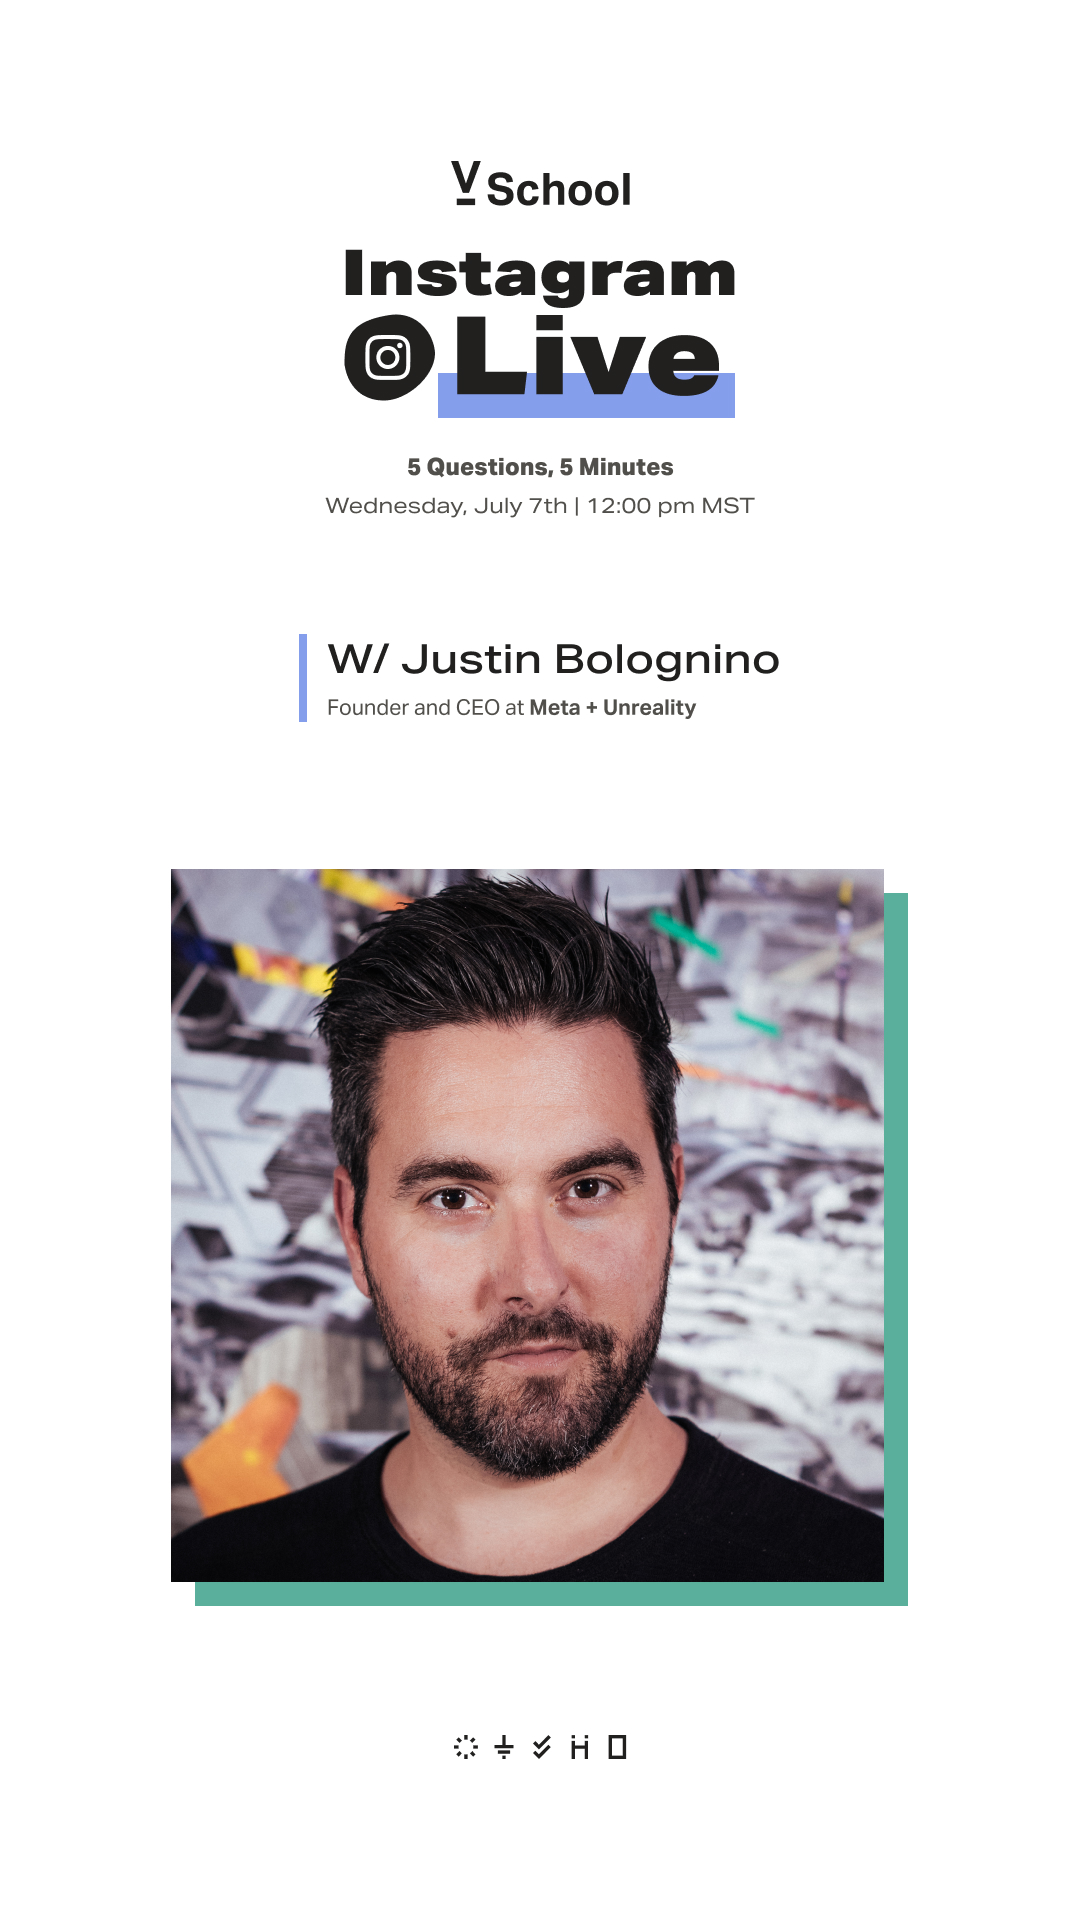 V School
Instagram
Live
5 Questions, 5 Minutes
Wednesday, July 7th | 12:00 pm MST
W/ Justin Bolognino
Founder and CEO at Meta + Unreality